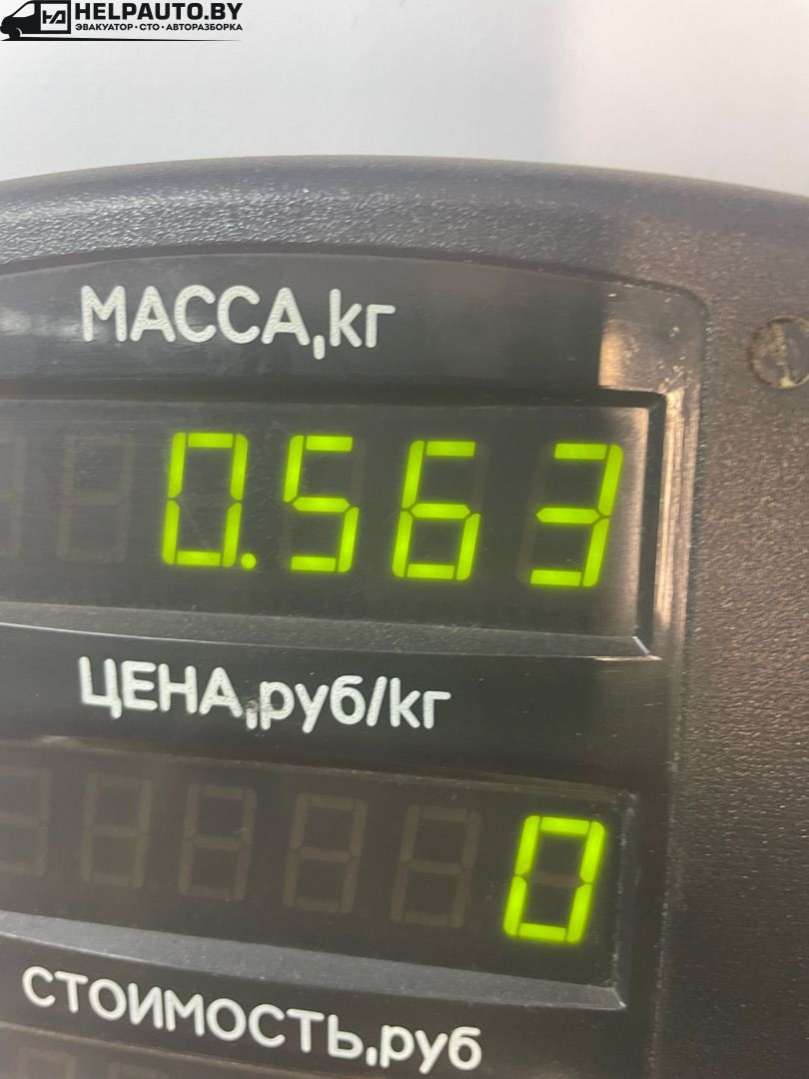 HELPAUTO.BY
ЭВАКУАТОР • СТО • АВТОРАЗБОРКА
МАССА,кг
0.563
ЦЕНА,руб/кг
0
СТОИМОСТЬ,руб